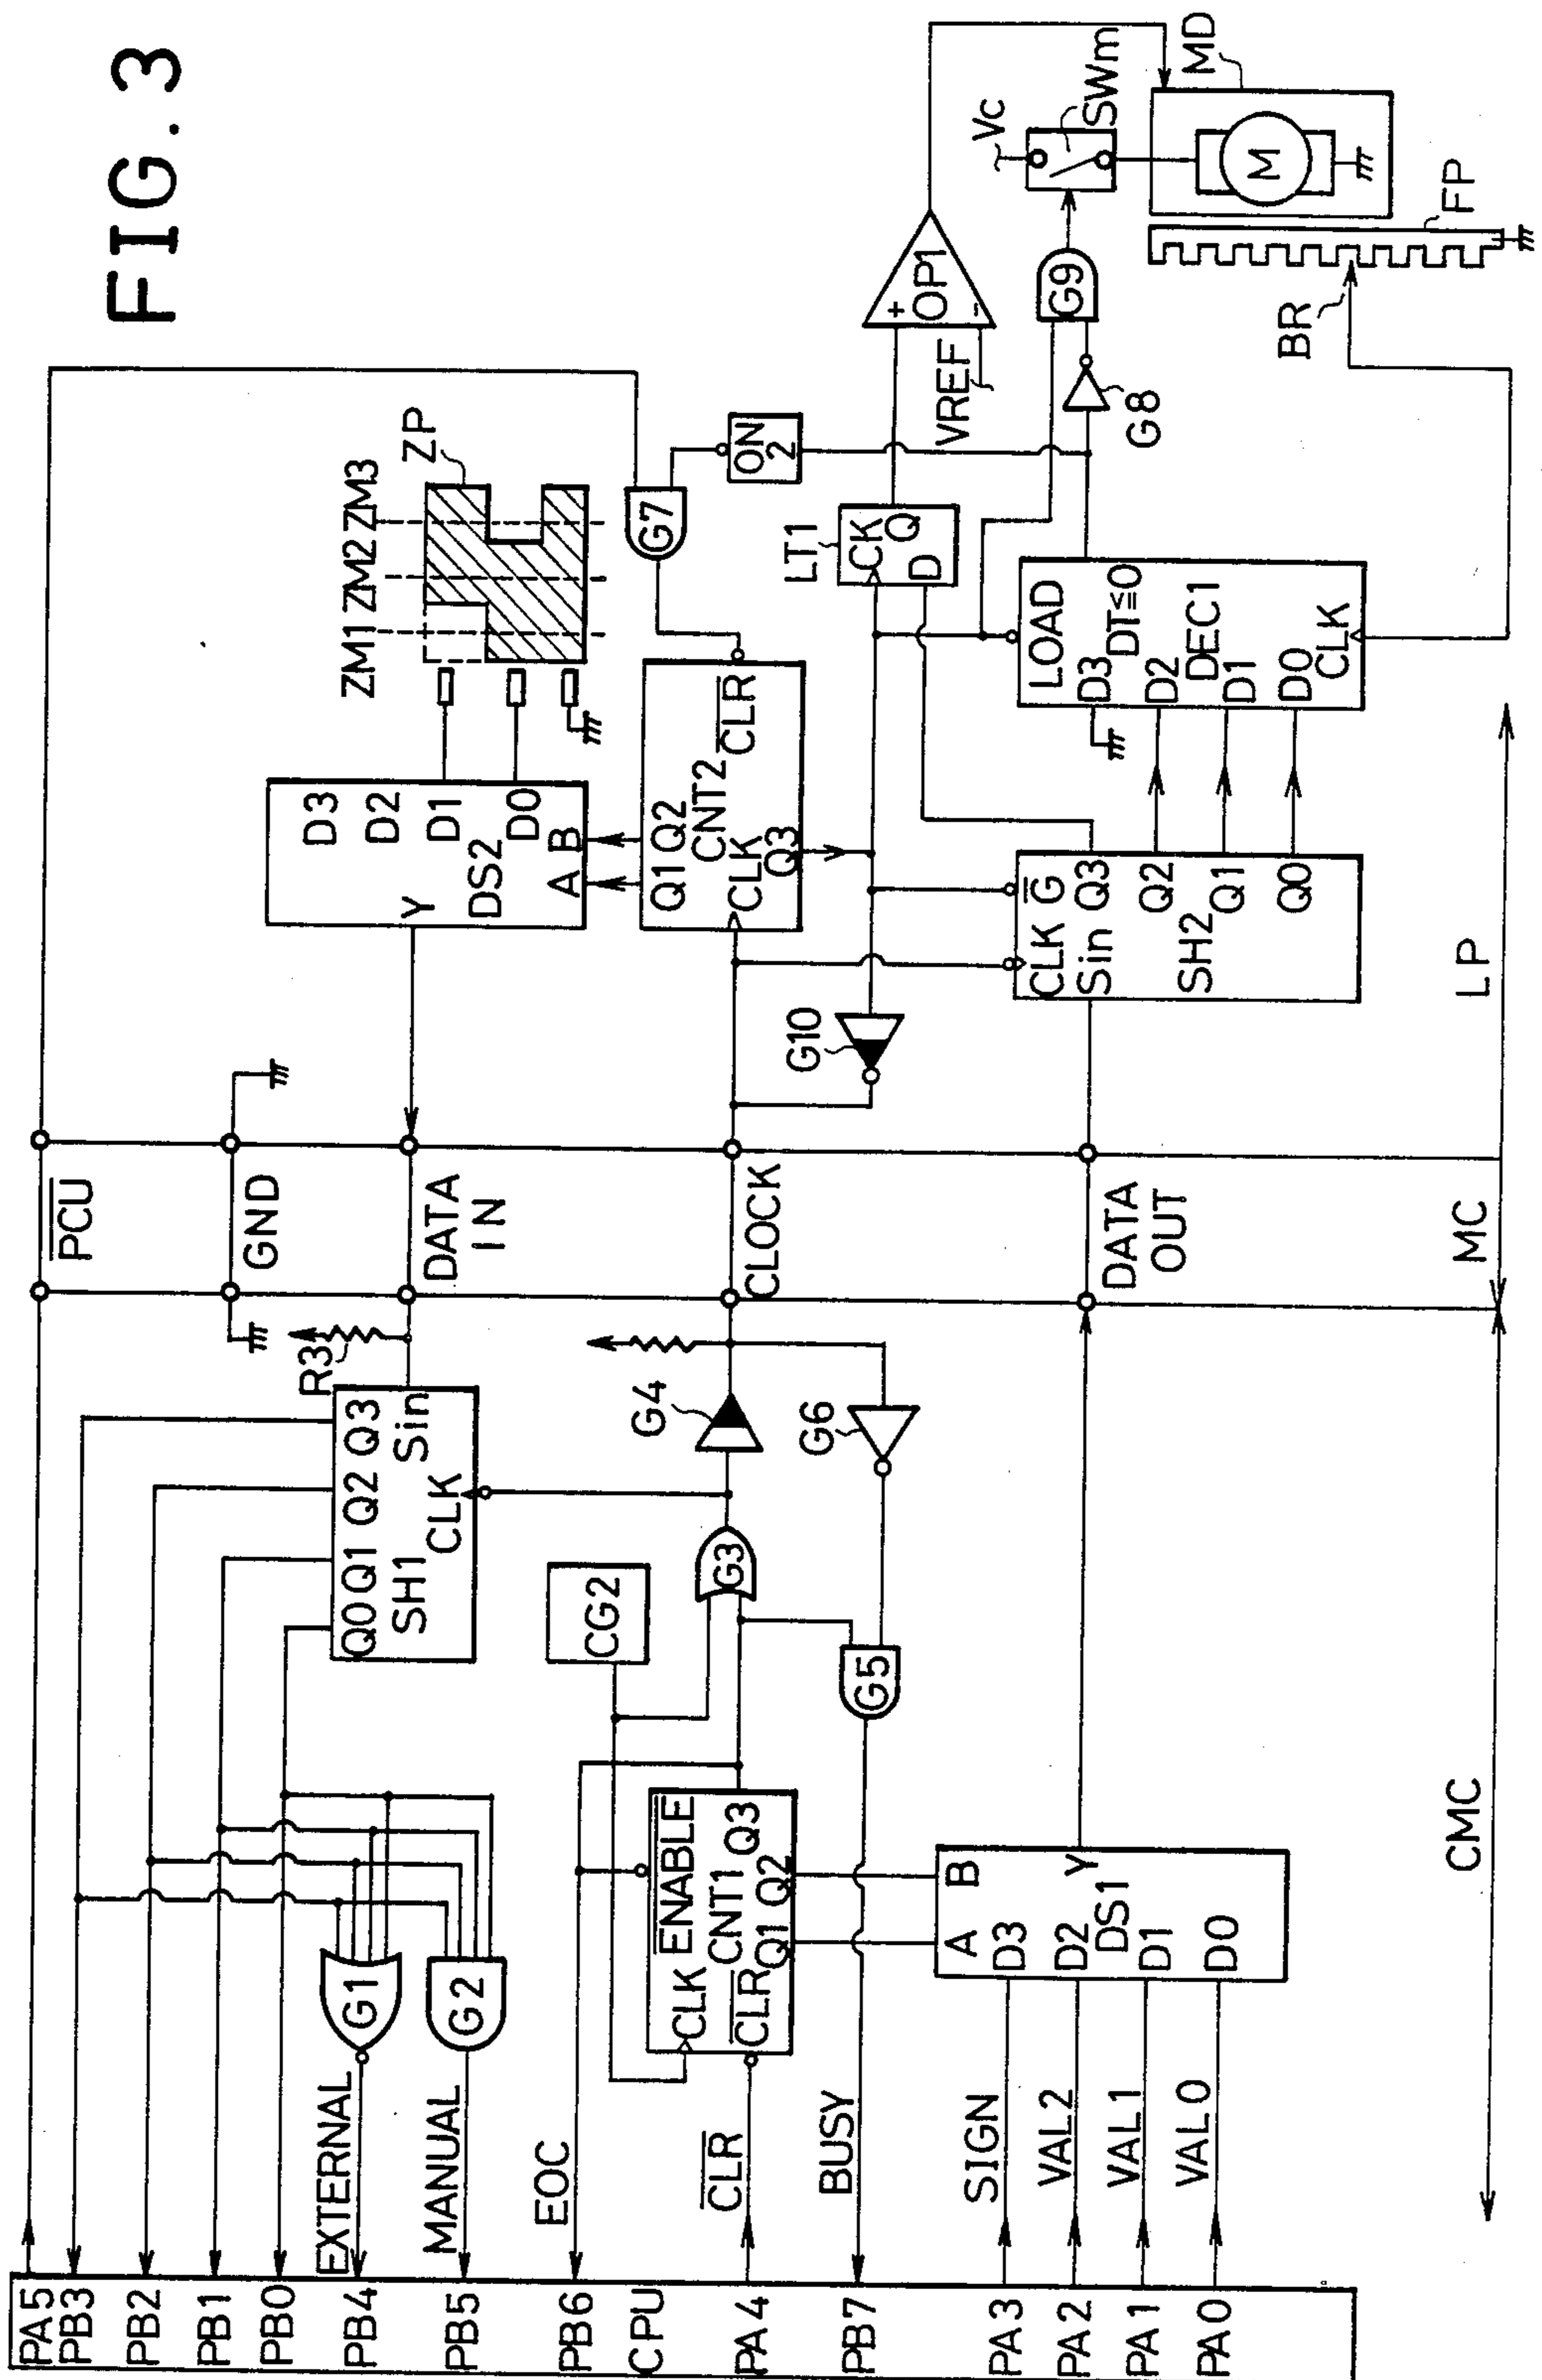 FIG. 3
PA5
PB3
PB2
PB1
PB0
PB4
PB5
PB6
CPU
PA4
PB7
PA3
PA2
PA1
PA0
EXTERNAL
MANUAL
EOC
CLR
BUSY
SIGN
VAL2
VAL1
VAL0
G1
G2
CLK ENABLE
CNT1
CLR Q1 Q2 Q3
A B
D3
D2 Y
DS1
D1
D0
CMC
Q0 Q1 Q2 Q3
SH1
CLK Sin
R3
CG2
G3
G4
G5
G6
PCU
GND
DATA
IN
CLOCK
DATA
OUT
MC
D3
D2
Y D1
DS2
D0
A B
ZM1 ZM2 ZM3
ZP
Q1 Q2
CNT2
CLK CLR
Q3
G7
ON
2
G10
LT1
CK
Q
D
VREF
+
OP1
-
CLK G
Sin Q3
Q2
SH2
Q1
Q0
LP
LOAD
D3
DT≦0
D2
DEC1
D1
D0
CLK
G8
G9
Vc
SWm
MD
M
BR
FP